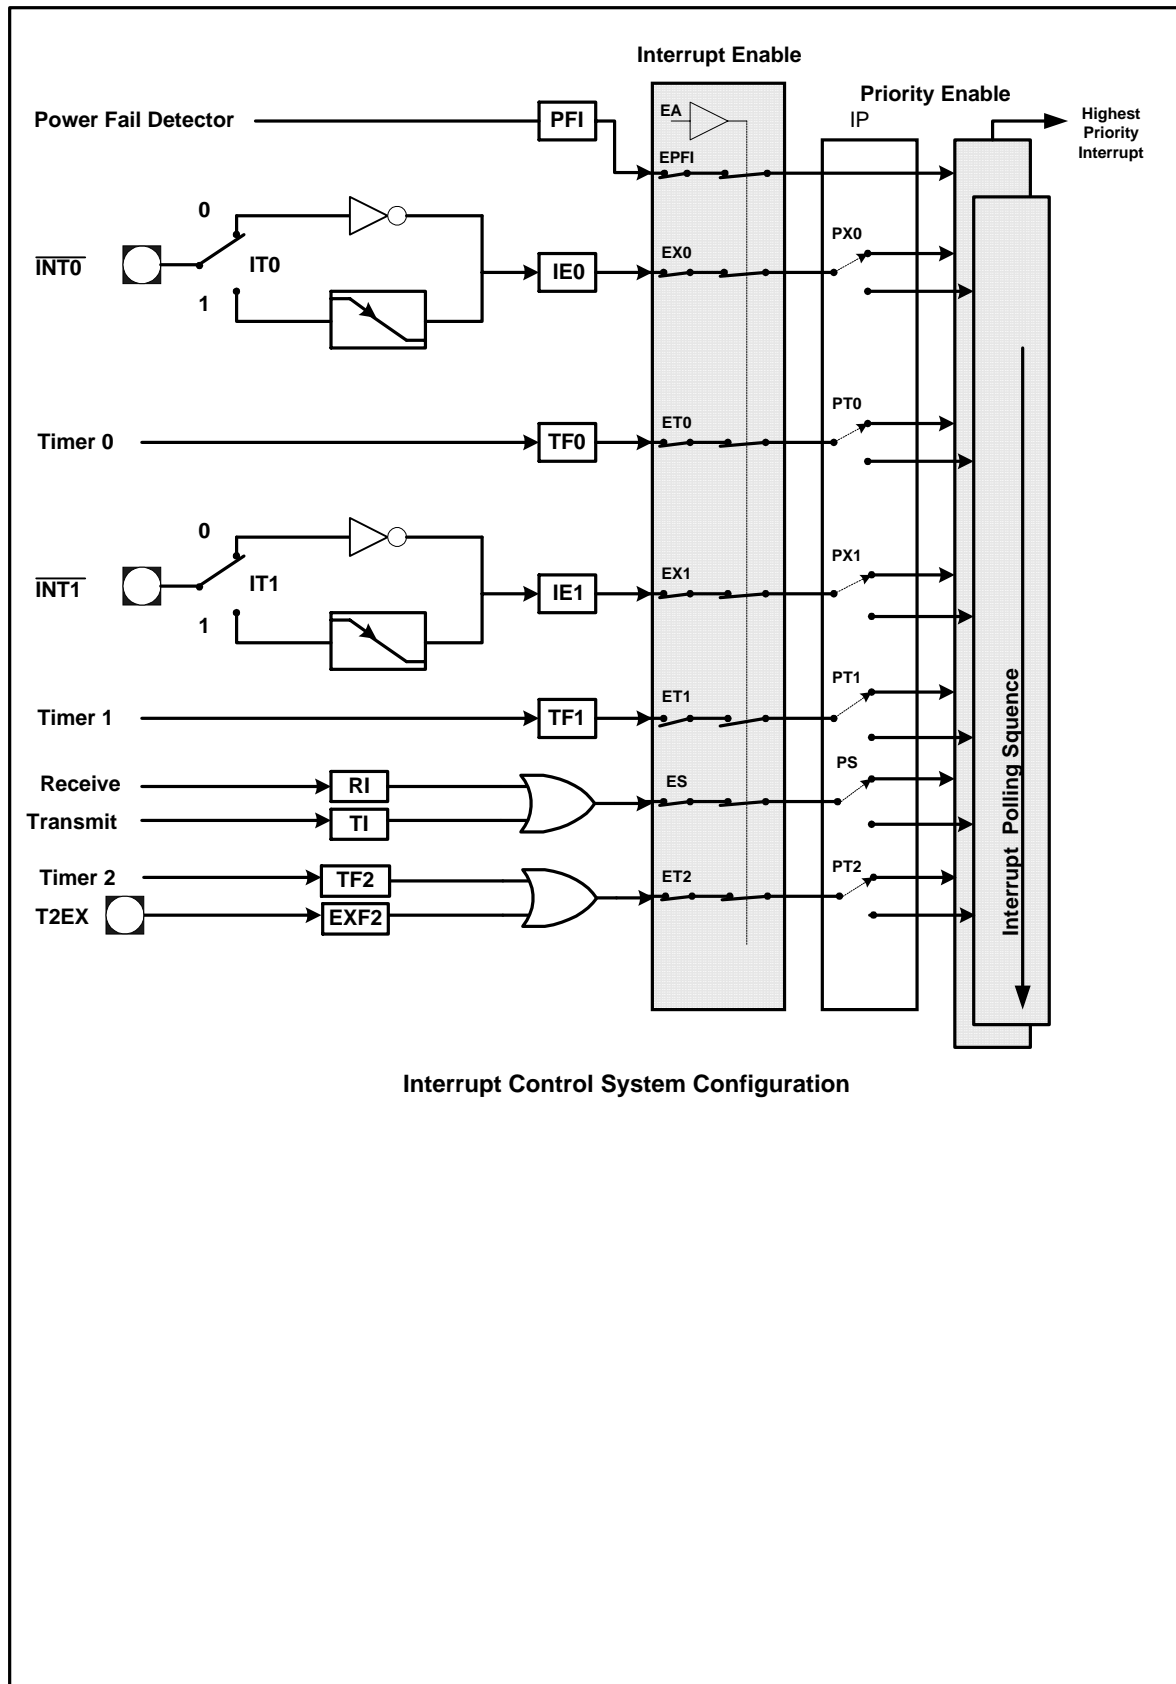 Interrupt Enable
Priority Enable
IP
Highest
Priority
Interrupt
Power Fail Detector
PFI
EA
EPFI
0
INT0
IT0
1
IE0
EX0
PX0
Timer 0
TF0
ET0
PT0
0
INT1
IT1
1
IE1
EX1
PX1
Timer 1
TF1
ET1
PT1
Receive
RI
Transmit
TI
ES
PS
Timer 2
TF2
T2EX
EXF2
ET2
PT2
Interrupt Polling Squence
Interrupt Control System Configuration